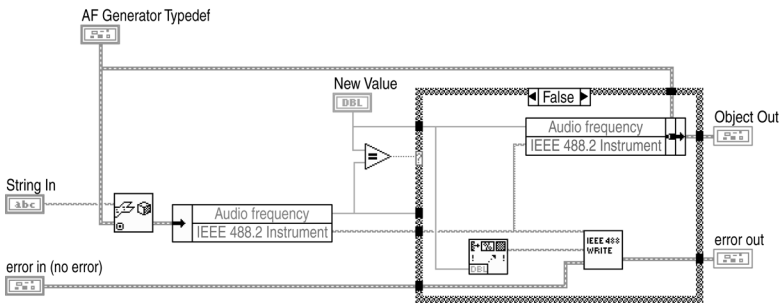 AF Generator Typedef
New Value
DBL
False
Object Out
Audio frequency
IEEE 488.2 Instrument
=
?
String In
abc
Audio frequency
IEEE 488.2 Instrument
IEEE 488
WRITE
DBL
error out
error in (no error)